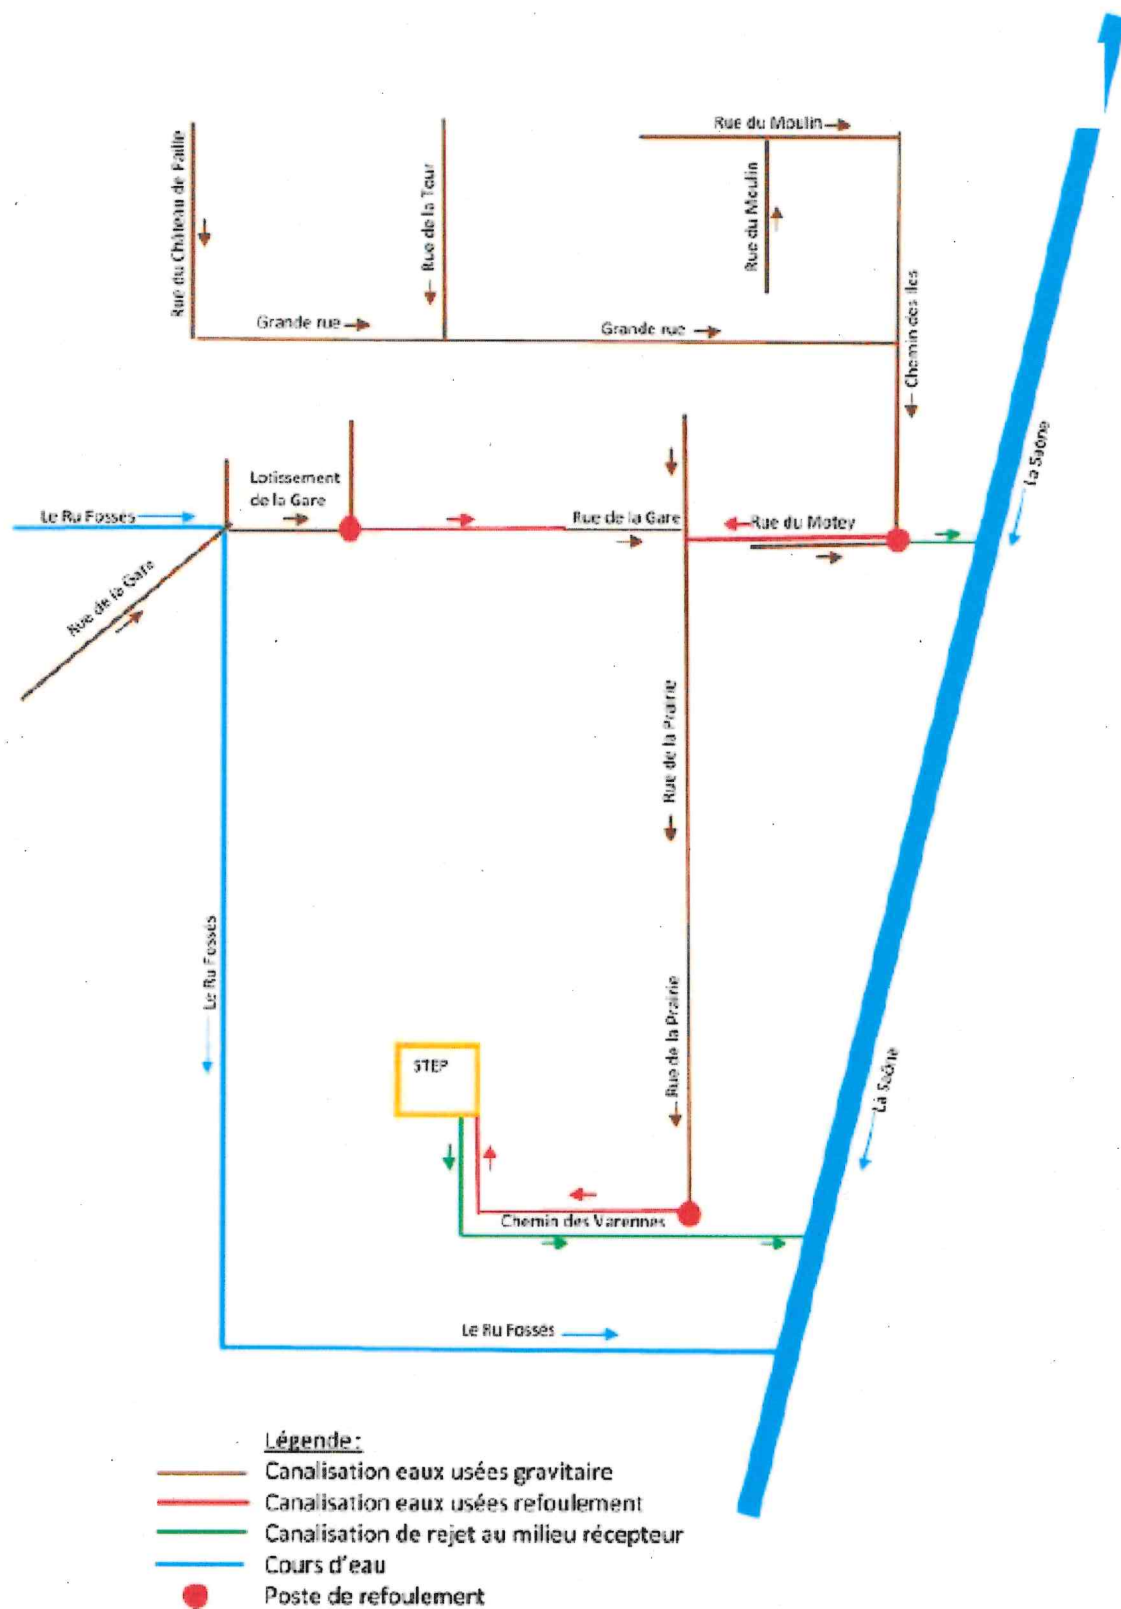 Rue du Moulin
Rue du Château de Paille
Rue de la Tour
Rue du Moulin
Grande rue
Grande rue
Chemin des Iles
La Saône
Lotissement
de la Gare
Le Ru Fossés
Rue de la Gare
Rue du Motey
Rue de la Gare
Rue de la Prairie
Le Ru Fossés
Rue de la Prairie
STEP
La Saône
Chemin des Varennes
Le Ru Fossés
Légende :
Canalisation eaux usées gravitaire
Canalisation eaux usées refoulement
Canalisation de rejet au milieu récepteur
Cours d'eau
Poste de refoulement